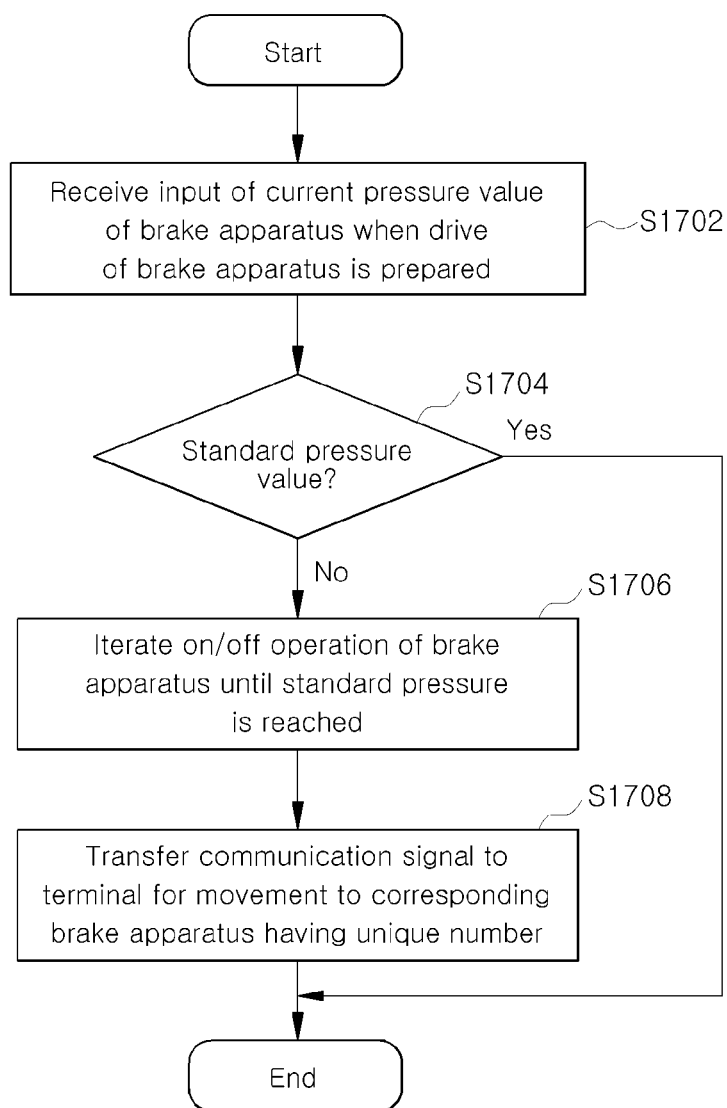 Start
Receive input of current pressure value
of brake apparatus when drive
of brake apparatus is prepared
S1702
S1704
Standard pressure
value?
Yes
No
S1706
Iterate on/off operation of brake
apparatus until standard pressure
is reached
S1708
Transfer communication signal to
terminal for movement to corresponding
brake apparatus having unique number
End